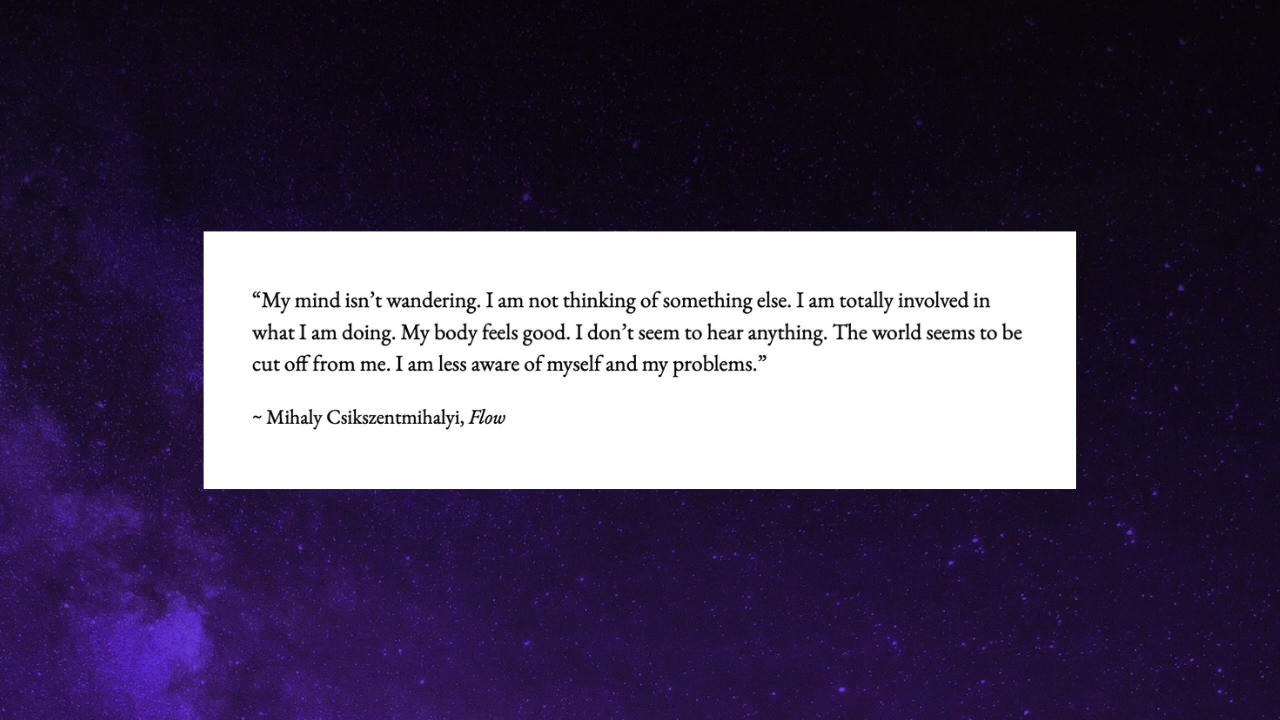 “My mind isn’t wandering. I am not thinking of something else. I am totally involved in
what I am doing. My body feels good. I don’t seem to hear anything. The world seems to be
cut off from me. I am less aware of myself and my problems.”
~ Mihaly Csikszentmihalyi, Flow